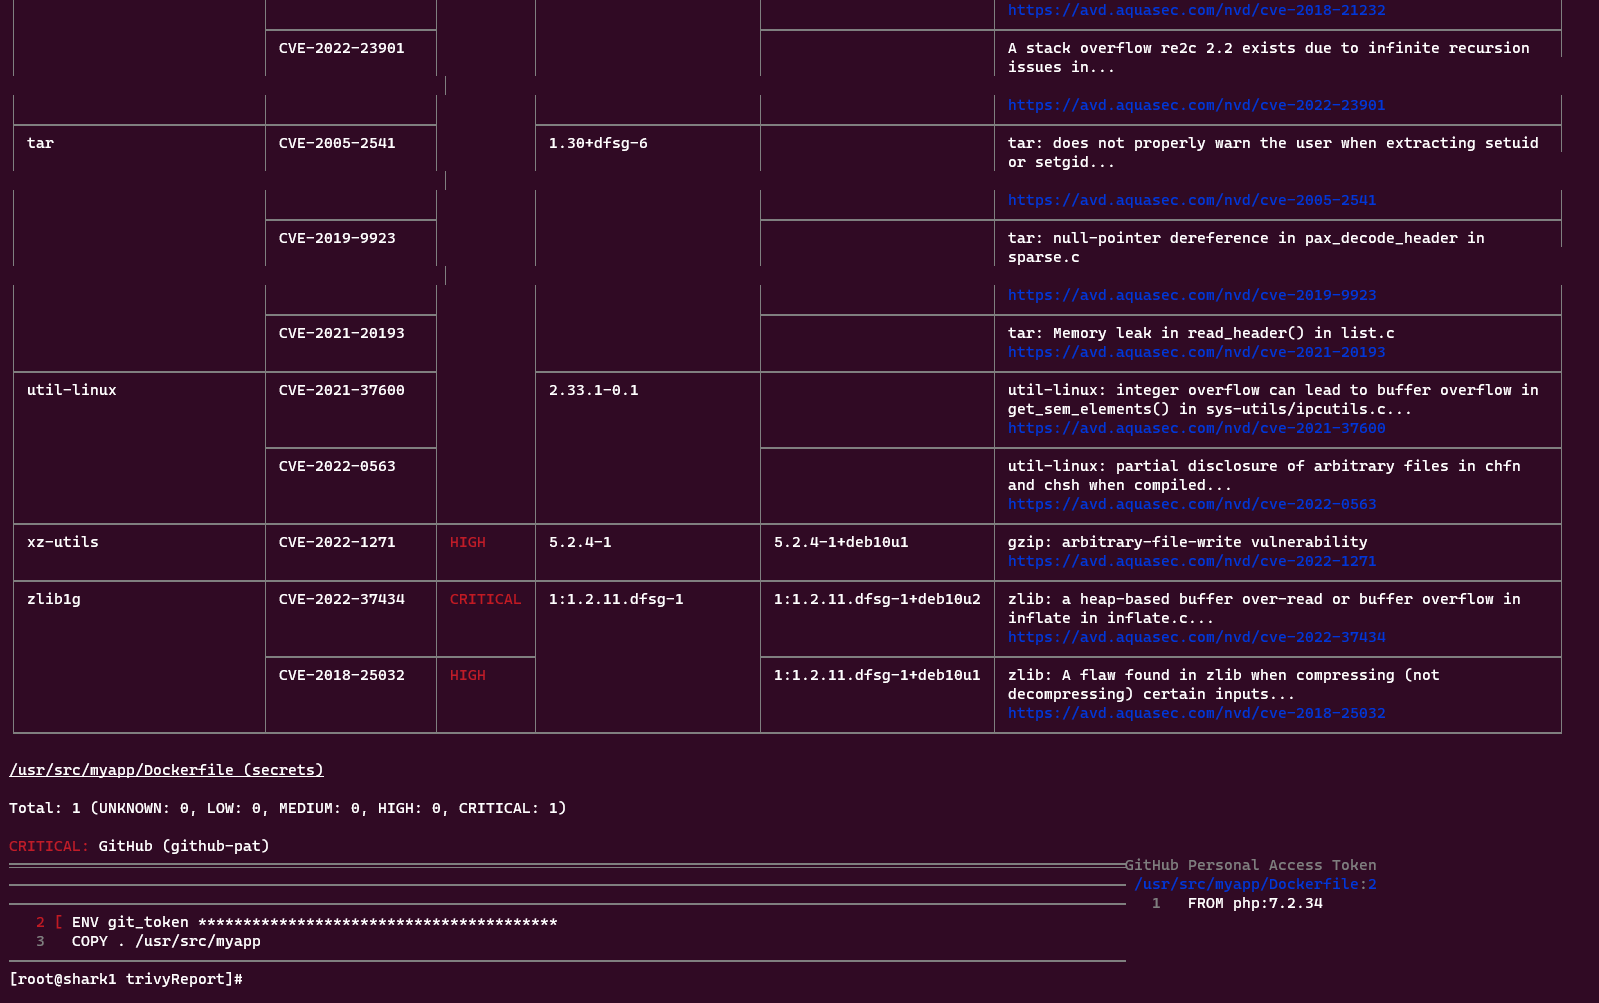 https://avd.aquasec.com/nvd/cve-2018-21232
CVE-2022-23901 A stack overflow re2c 2.2 exists due to infinite recursion
issues in...
https://avd.aquasec.com/nvd/cve-2022-23901
tar CVE-2005-2541 1.30+dfsg-6 tar: does not properly warn the user when extracting setuid
or setgid...
https://avd.aquasec.com/nvd/cve-2005-2541
CVE-2019-9923 tar: null-pointer dereference in pax_decode_header in
sparse.c
https://avd.aquasec.com/nvd/cve-2019-9923
CVE-2021-20193 tar: Memory leak in read_header() in list.c
https://avd.aquasec.com/nvd/cve-2021-20193
util-linux CVE-2021-37600 2.33.1-0.1 util-linux: integer overflow can lead to buffer overflow in
get_sem_elements() in sys-utils/ipcutils.c...
https://avd.aquasec.com/nvd/cve-2021-37600
CVE-2022-0563 util-linux: partial disclosure of arbitrary files in chfn
and chsh when compiled...
https://avd.aquasec.com/nvd/cve-2022-0563
xz-utils CVE-2022-1271 HIGH 5.2.4-1 5.2.4-1+deb10u1 gzip: arbitrary-file-write vulnerability
https://avd.aquasec.com/nvd/cve-2022-1271
zlib1g CVE-2022-37434 CRITICAL 1:1.2.11.dfsg-1 1:1.2.11.dfsg-1+deb10u2 zlib: a heap-based buffer over-read or buffer overflow in
inflate in inflate.c...
https://avd.aquasec.com/nvd/cve-2022-37434
CVE-2018-25032 HIGH 1:1.2.11.dfsg-1+deb10u1 zlib: A flaw found in zlib when compressing (not
decompressing) certain inputs...
https://avd.aquasec.com/nvd/cve-2018-25032
/usr/src/myapp/Dockerfile (secrets)
Total: 1 (UNKNOWN: 0, LOW: 0, MEDIUM: 0, HIGH: 0, CRITICAL: 1)
CRITICAL: GitHub (github-pat)
GitHub Personal Access Token
/usr/src/myapp/Dockerfile:2
1 FROM php:7.2.34
2 [ ENV git_token ****************************************
3 COPY . /usr/src/myapp
[root@shark1 trivyReport]#